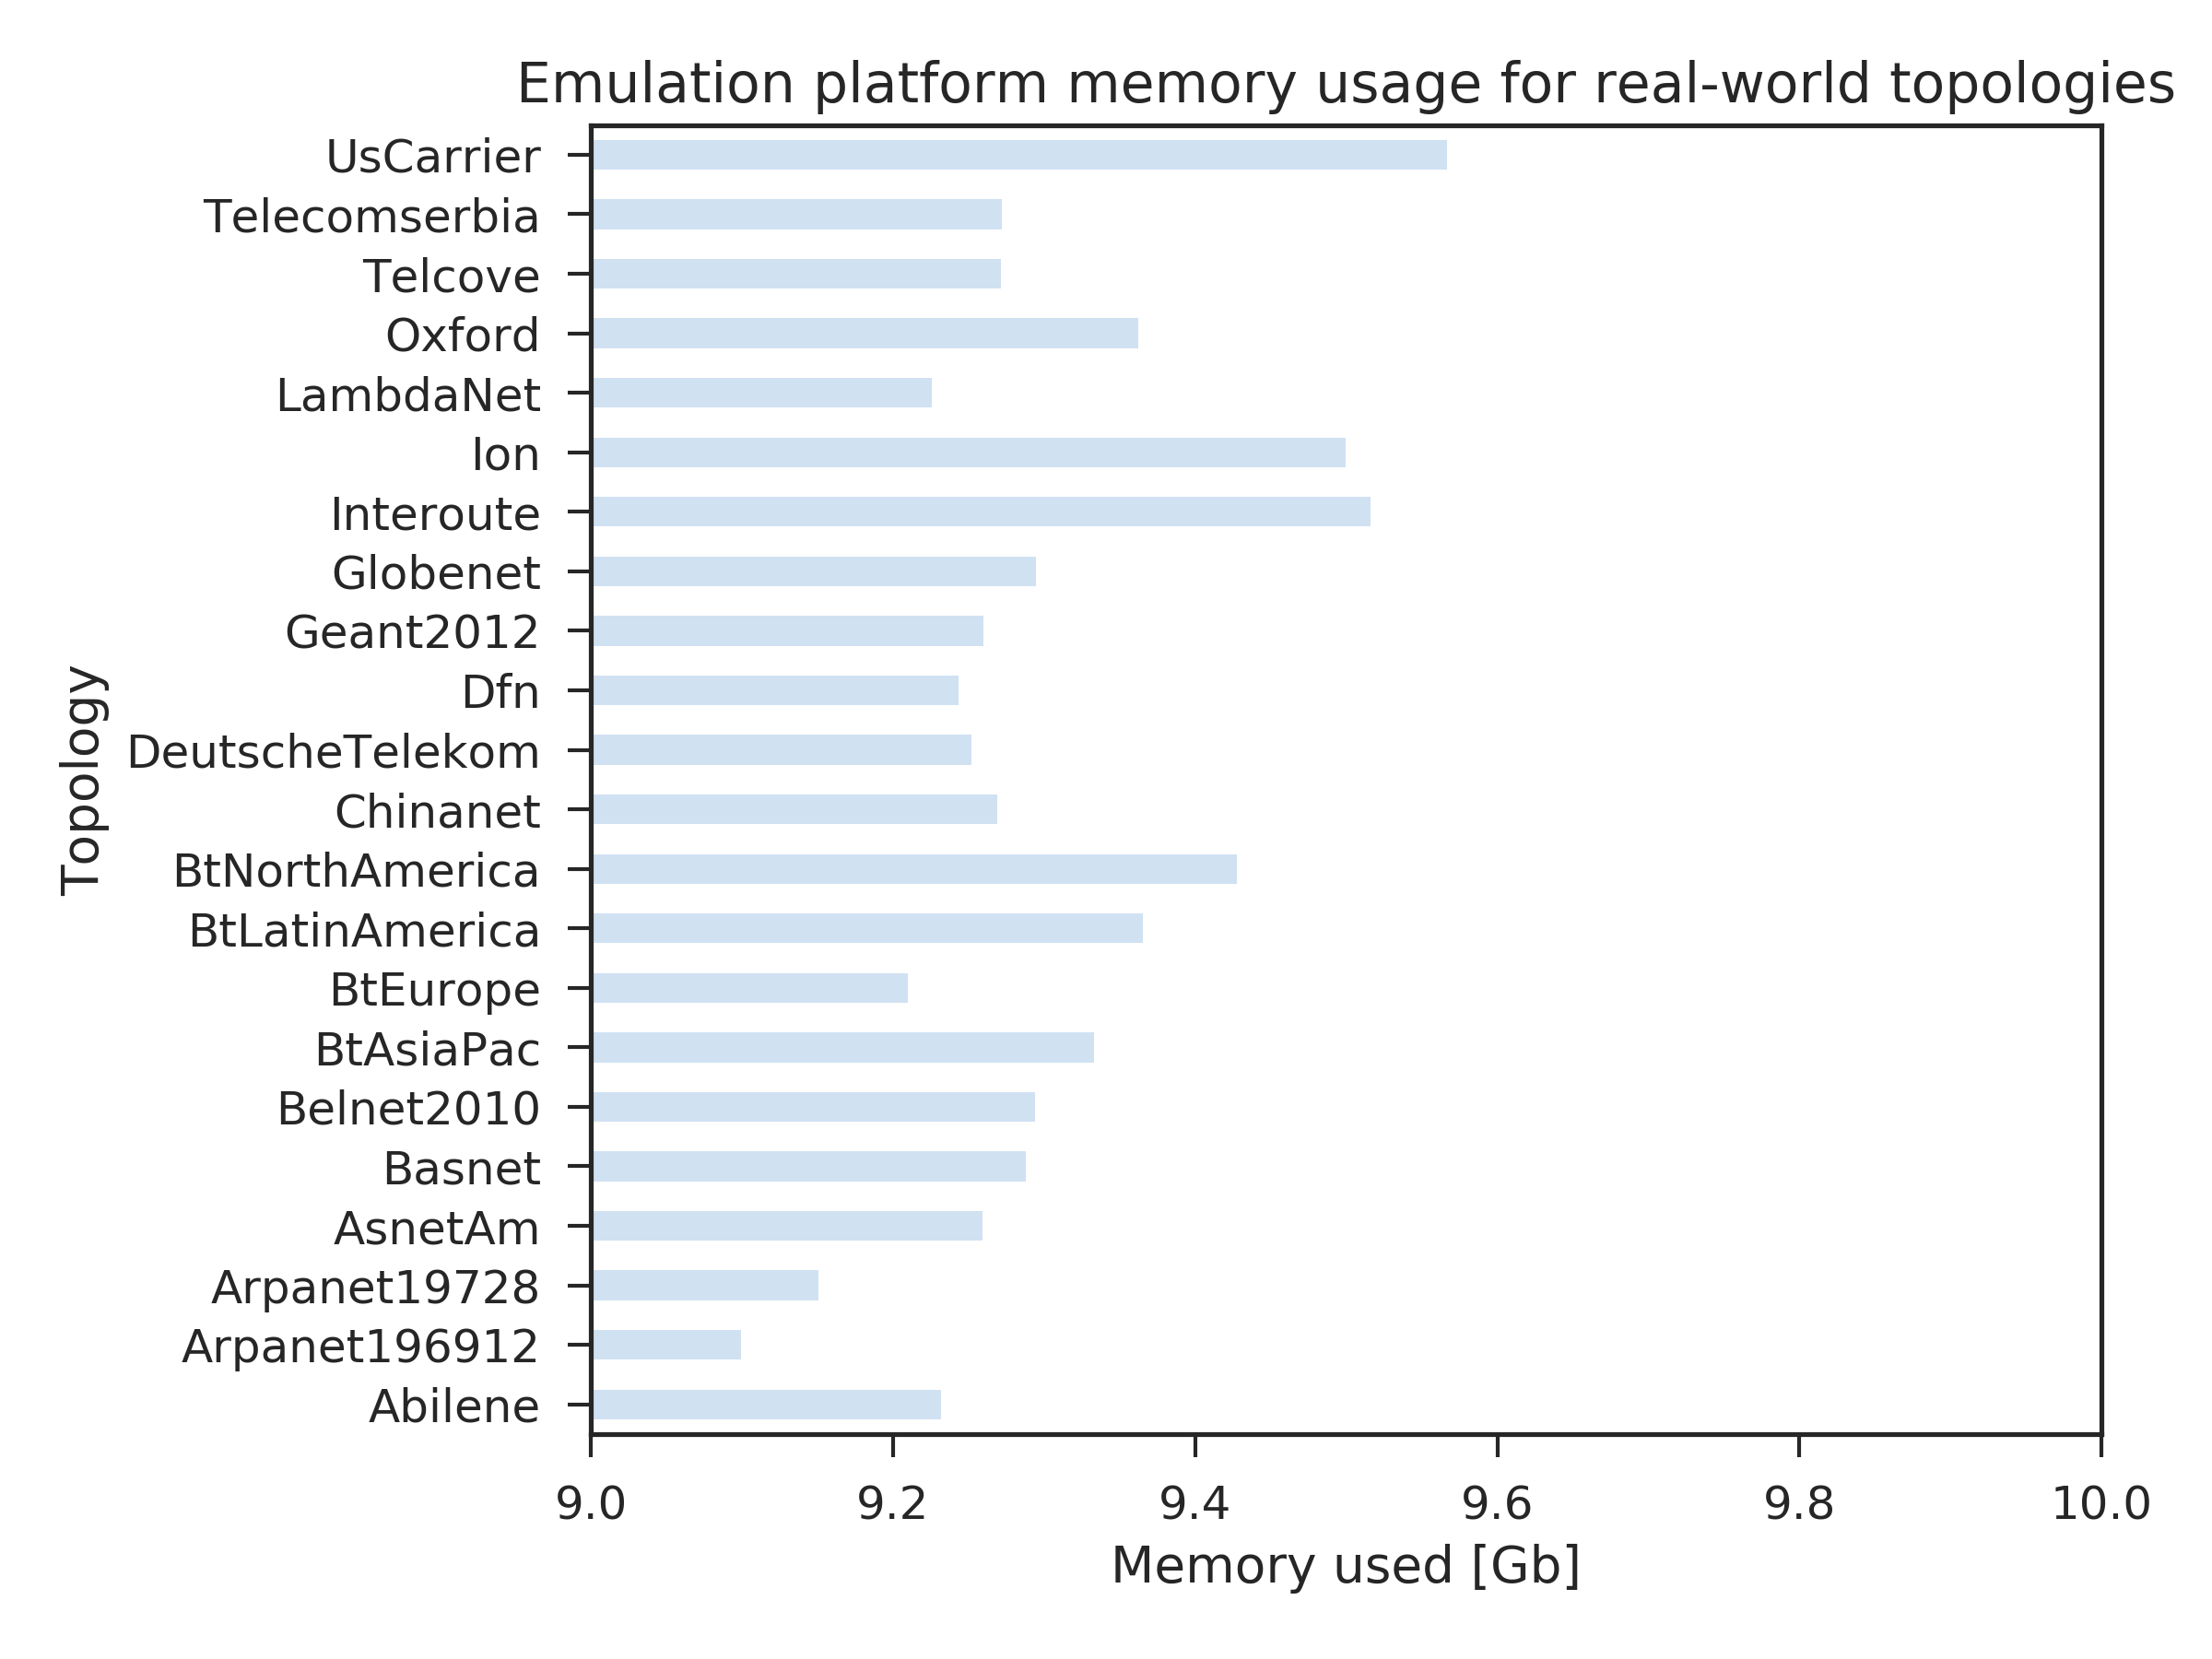 Emulation platform memory usage for real-world topologies
UsCarrier
Telecomserbia
Telcove
Oxford
LambdaNet
Ion
Interoute
Globenet
Geant2012
Dfn
DeutscheTelekom
Chinanet
BtNorthAmerica
BtLatinAmerica
BtEurope
BtAsiaPac
Belnet2010
Basnet
AsnetAm
Arpanet19728
Arpanet196912
Abilene
Topology
9.0 9.2 9.4 9.6 9.8 10.0
Memory used [Gb]